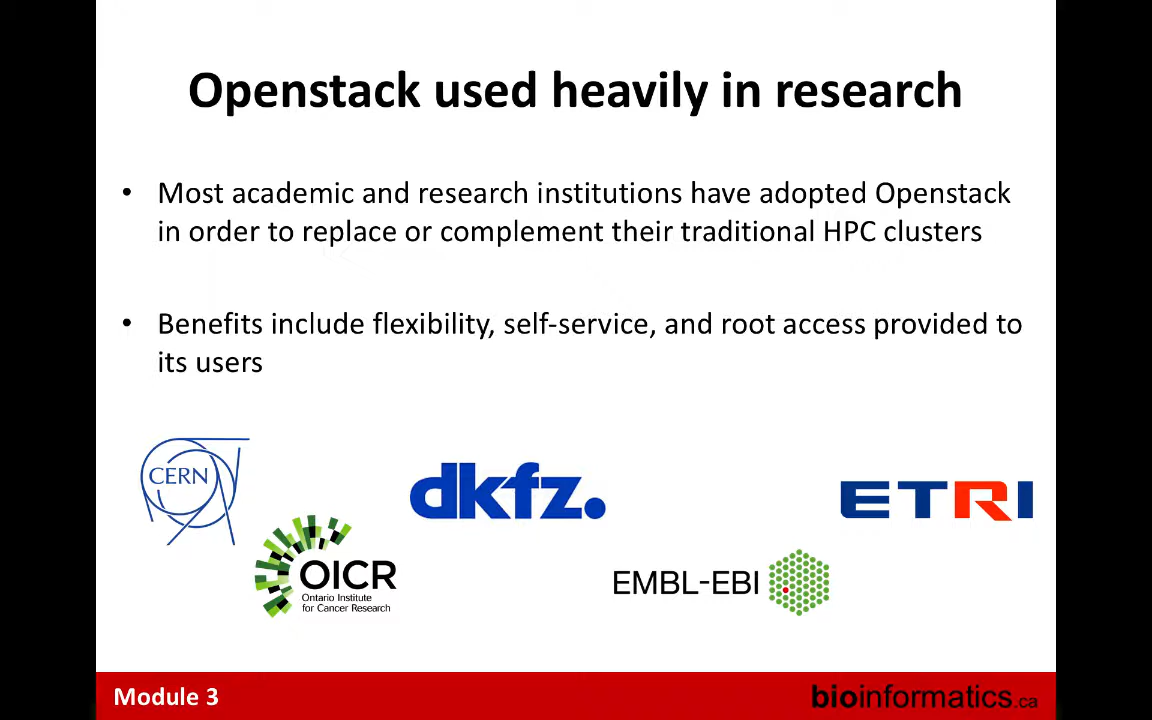 Openstack used heavily in research
• Most academic and research institutions have adopted Openstack
in order to replace or complement their traditional HPC clusters
• Benefits include flexibility, self-service, and root access provided to
its users
CERN
dkfz.
ETRI
OICR
Ontario Institute
for Cancer Research
EMBL-EBI
Module 3
bioinformatics.ca